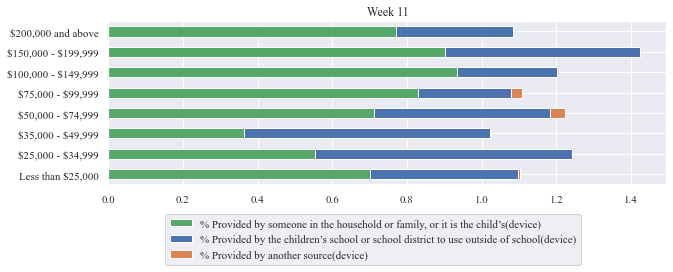 Week 11
$200,000 and above
$150,000 - $199,999
$100,000 - $149,999
$75,000 - $99,999
$50,000 - $74,999
$35,000 - $49,999
$25,000 - $34,999
Less than $25,000
0.0 0.2 0.4 0.6 0.8 1.0 1.2 1.4
% Provided by someone in the household or family, or it is the child’s(device)
% Provided by the children’s school or school district to use outside of school(device)
% Provided by another source(device)